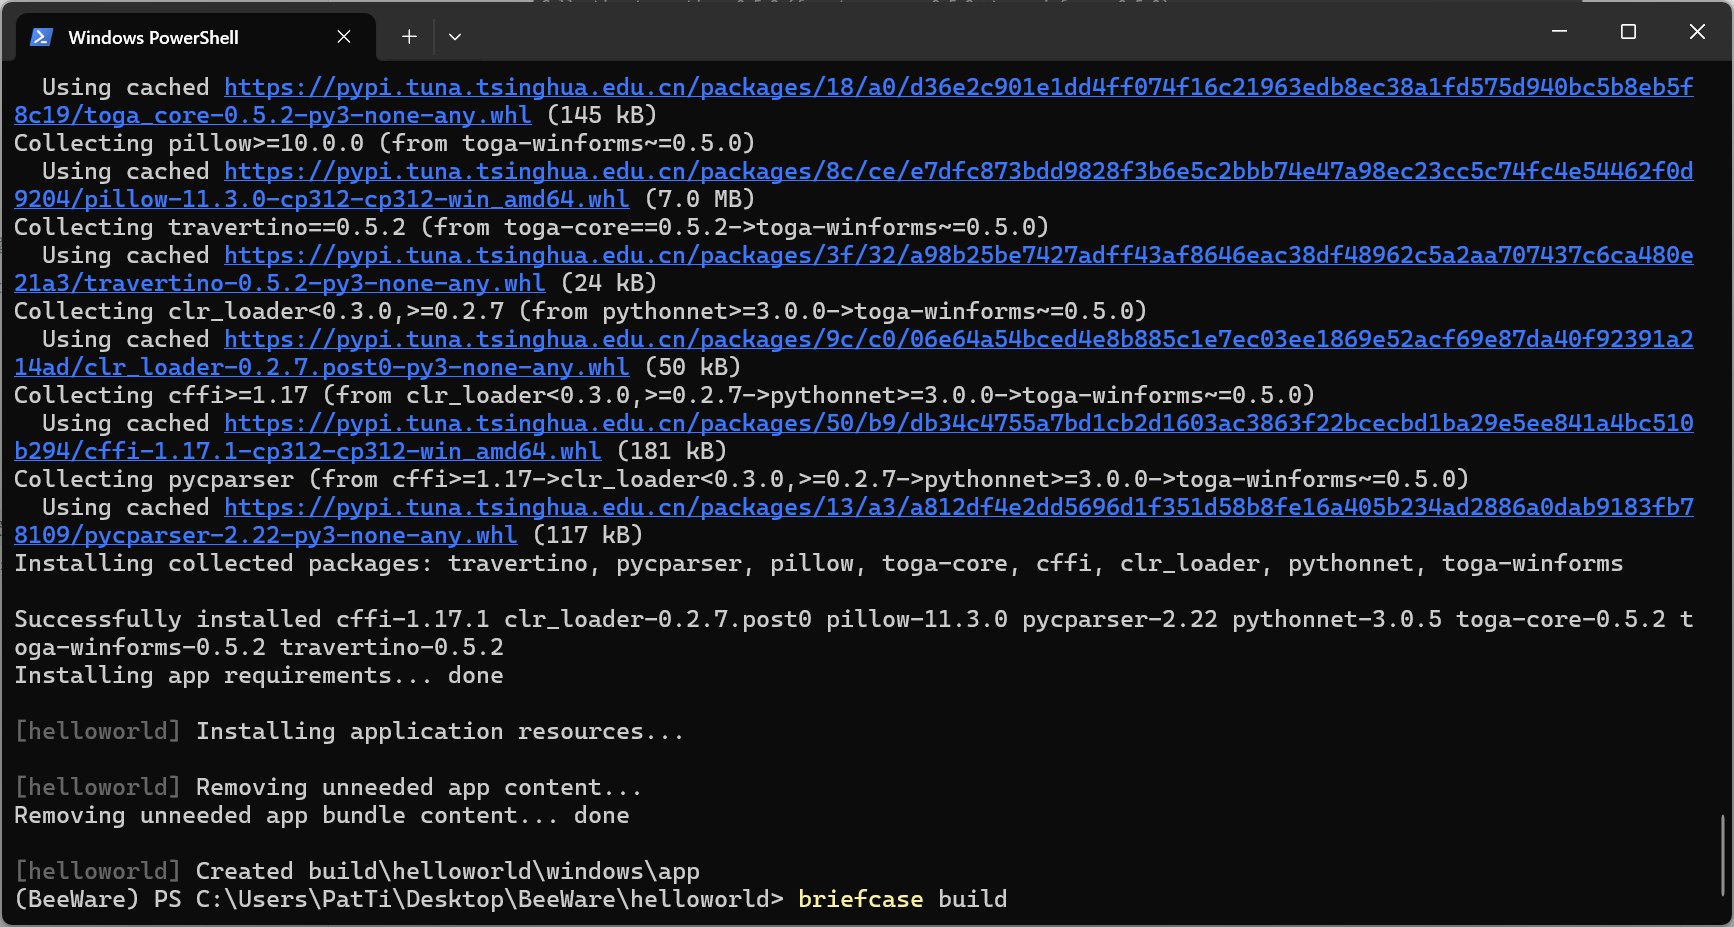 Windows PowerShell
  Using cached https://pypi.tuna.tsinghua.edu.cn/packages/18/a0/d36e2c901e1dd4ff074f16c21963edb8ec38a1fd575d940bc5b8eb5f
8c19/toga_core-0.5.2-py3-none-any.whl (145 kB)
Collecting pillow>=10.0.0 (from toga-winforms~=0.5.0)
  Using cached https://pypi.tuna.tsinghua.edu.cn/packages/8c/ce/e7dfc873bdd9828f3b6e5c2bbb74e47a98ec23cc5c74fc4e54462f0d
9204/pillow-11.3.0-cp312-cp312-win_amd64.whl (7.0 MB)
Collecting travertino==0.5.2 (from toga-core==0.5.2->toga-winforms~=0.5.0)
  Using cached https://pypi.tuna.tsinghua.edu.cn/packages/3f/32/a98b25be7427adff43af8646eac38df48962c5a2aa707437c6ca480e
21a3/travertino-0.5.2-py3-none-any.whl (24 kB)
Collecting clr_loader<0.3.0,>=0.2.7 (from pythonnet>=3.0.0->toga-winforms~=0.5.0)
  Using cached https://pypi.tuna.tsinghua.edu.cn/packages/9c/c0/06e64a54bced4e8b885c1e7ec03ee1869e52acf69e87da40f92391a2
14ad/clr_loader-0.2.7.post0-py3-none-any.whl (50 kB)
Collecting cffi>=1.17 (from clr_loader<0.3.0,>=0.2.7->pythonnet>=3.0.0->toga-winforms~=0.5.0)
  Using cached https://pypi.tuna.tsinghua.edu.cn/packages/50/b9/db34c4755a7bd1cb2d1603ac3863f22bcecbd1ba29e5ee841a4bc510
b294/cffi-1.17.1-cp312-cp312-win_amd64.whl (181 kB)
Collecting pycparser (from cffi>=1.17->clr_loader<0.3.0,>=0.2.7->pythonnet>=3.0.0->toga-winforms~=0.5.0)
  Using cached https://pypi.tuna.tsinghua.edu.cn/packages/13/a3/a812df4e2dd5696d1f351d58b8fe16a405b234ad2886a0dab9183fb7
8109/pycparser-2.22-py3-none-any.whl (117 kB)
Installing collected packages: travertino, pycparser, pillow, toga-core, cffi, clr_loader, pythonnet, toga-winforms
Successfully installed cffi-1.17.1 clr_loader-0.2.7.post0 pillow-11.3.0 pycparser-2.22 pythonnet-3.0.5 toga-core-0.5.2 t
oga-winforms-0.5.2 travertino-0.5.2
Installing app requirements... done
[helloworld] Installing application resources...
[helloworld] Removing unneeded app content...
Removing unneeded app bundle content... done
[helloworld] Created build\helloworld\windows\app
(BeeWare) PS C:\Users\PatTi\Desktop\BeeWare\helloworld> briefcase build